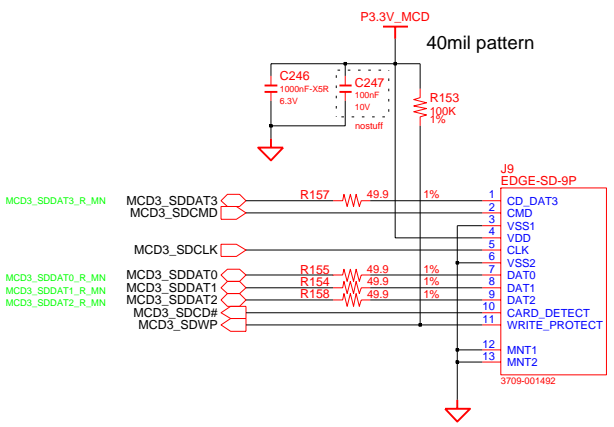 P3.3V_MCD
40mil pattern
C246
1000nF-X5R
6.3V
C247
100nF
10V
nostuff
R153
100K
1%
J9
EDGE-SD-9P
MCD3_SDDAT3_R_MN MCD3_SDDAT3 R157 49.9 1% 1 CD_DAT3
MCD3_SDCMD 2 CMD
3 VSS1
4 VDD
MCD3_SDCLK 5 CLK
6 VSS2
MCD3_SDDAT0_R_MN MCD3_SDDAT0 R155 49.9 1% 7 DAT0
MCD3_SDDAT1_R_MN MCD3_SDDAT1 R154 49.9 1% 8 DAT1
MCD3_SDDAT2_R_MN MCD3_SDDAT2 R158 49.9 1% 9 DAT2
MCD3_SDCD# 10 CARD_DETECT
MCD3_SDWP 11 WRITE_PROTECT
12 MNT1
13 MNT2
3709-001492